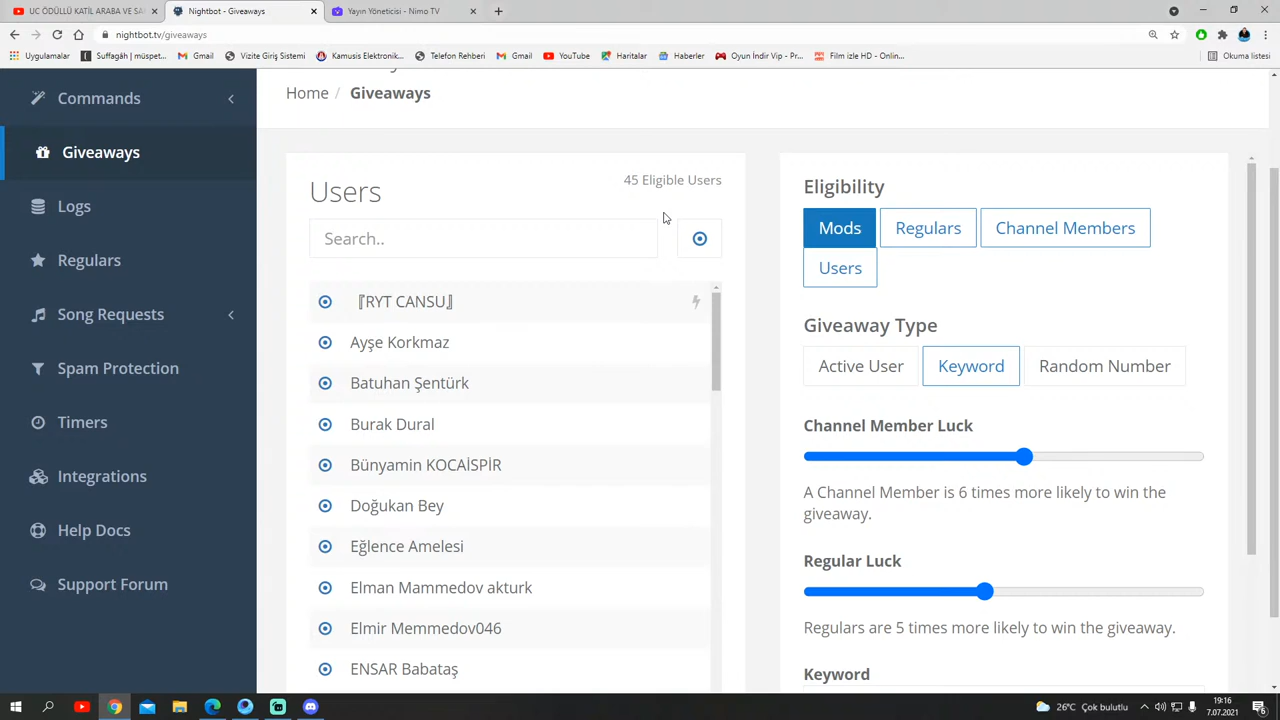 UC ÖDÜLLÜ KATİL ARABA VE SA
Nightbot - Giveaways
Yayın Yöneticisi - Nimo TV
nightbot.tv/giveaways
Uygulamalar
Suffagâh | müspet...
Gmail
Vizite Giriş Sistemi
Kamusis Elektronik...
Telefon Rehberi
Gmail
YouTube
Haritalar
Haberler
Oyun İndir Vip - Pr...
Film izle HD - Onlin...
Okuma listesi
Commands
Giveaways
Logs
Regulars
Song Requests
Spam Protection
Timers
Integrations
Help Docs
Support Forum
Home / Giveaways
Users
45 Eligible Users
Search..
『RYT CANSU』
Ayşe Korkmaz
Batuhan Şentürk
Burak Dural
Bünyamin KOCAİSPİR
Doğukan Bey
Eğlence Amelesi
Elman Mammedov akturk
Elmir Memmedov046
ENSAR Babataş
Eligibility
Mods
Regulars
Channel Members
Users
Giveaway Type
Active User
Keyword
Random Number
Channel Member Luck
A Channel Member is 6 times more likely to win the
giveaway.
Regular Luck
Regulars are 5 times more likely to win the giveaway.
Keyword
26°C Çok bulutlu
19:16
7.07.2021